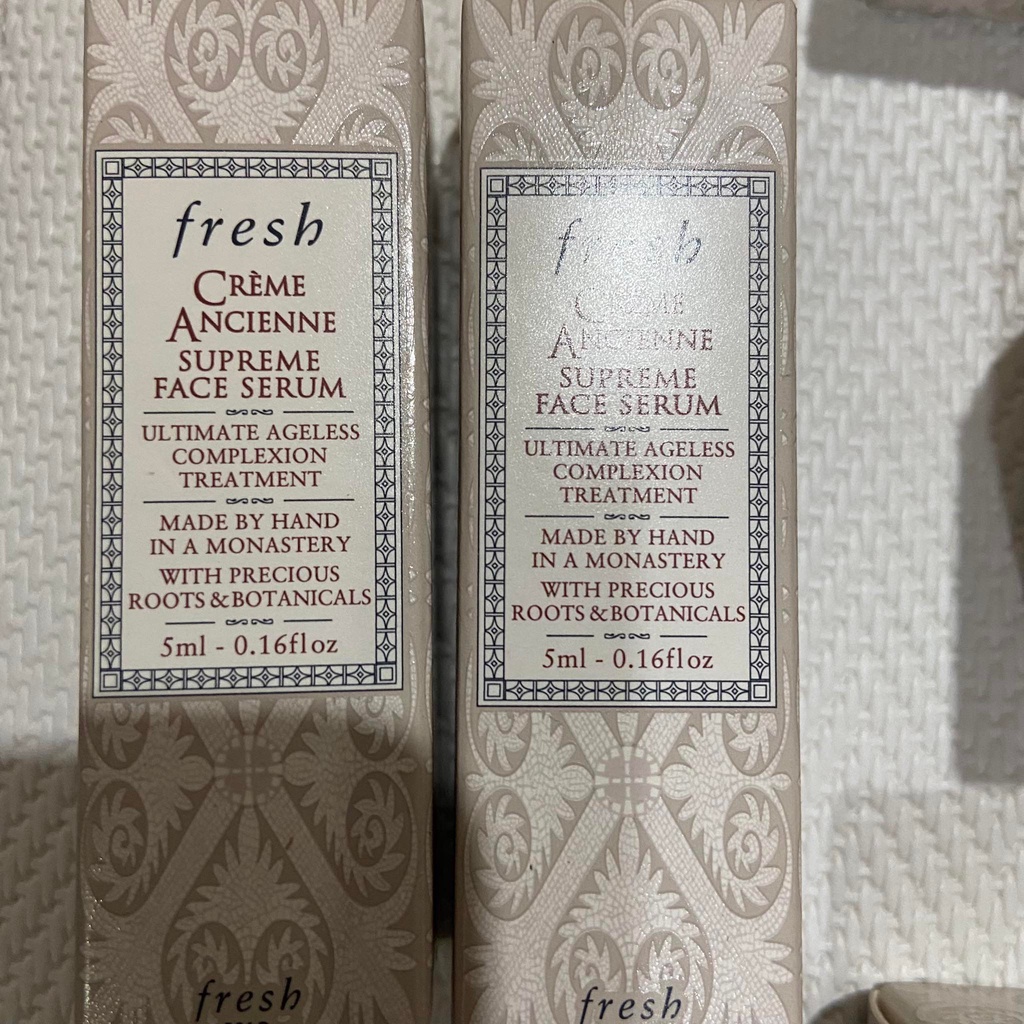 fresh
CRÈME
ANCIENNE
SUPREME
FACE SERUM
ULTIMATE AGELESS
COMPLEXION
TREATMENT
MADE BY HAND
IN A MONASTERY
WITH PRECIOUS
ROOTS & BOTANICALS
5ml - 0.16fl oz
fresh
fresh
CRÈME
ANCIENNE
SUPREME
FACE SERUM
ULTIMATE AGELESS
COMPLEXION
TREATMENT
MADE BY HAND
IN A MONASTERY
WITH PRECIOUS
ROOTS & BOTANICALS
5ml - 0.16fl oz
fresh